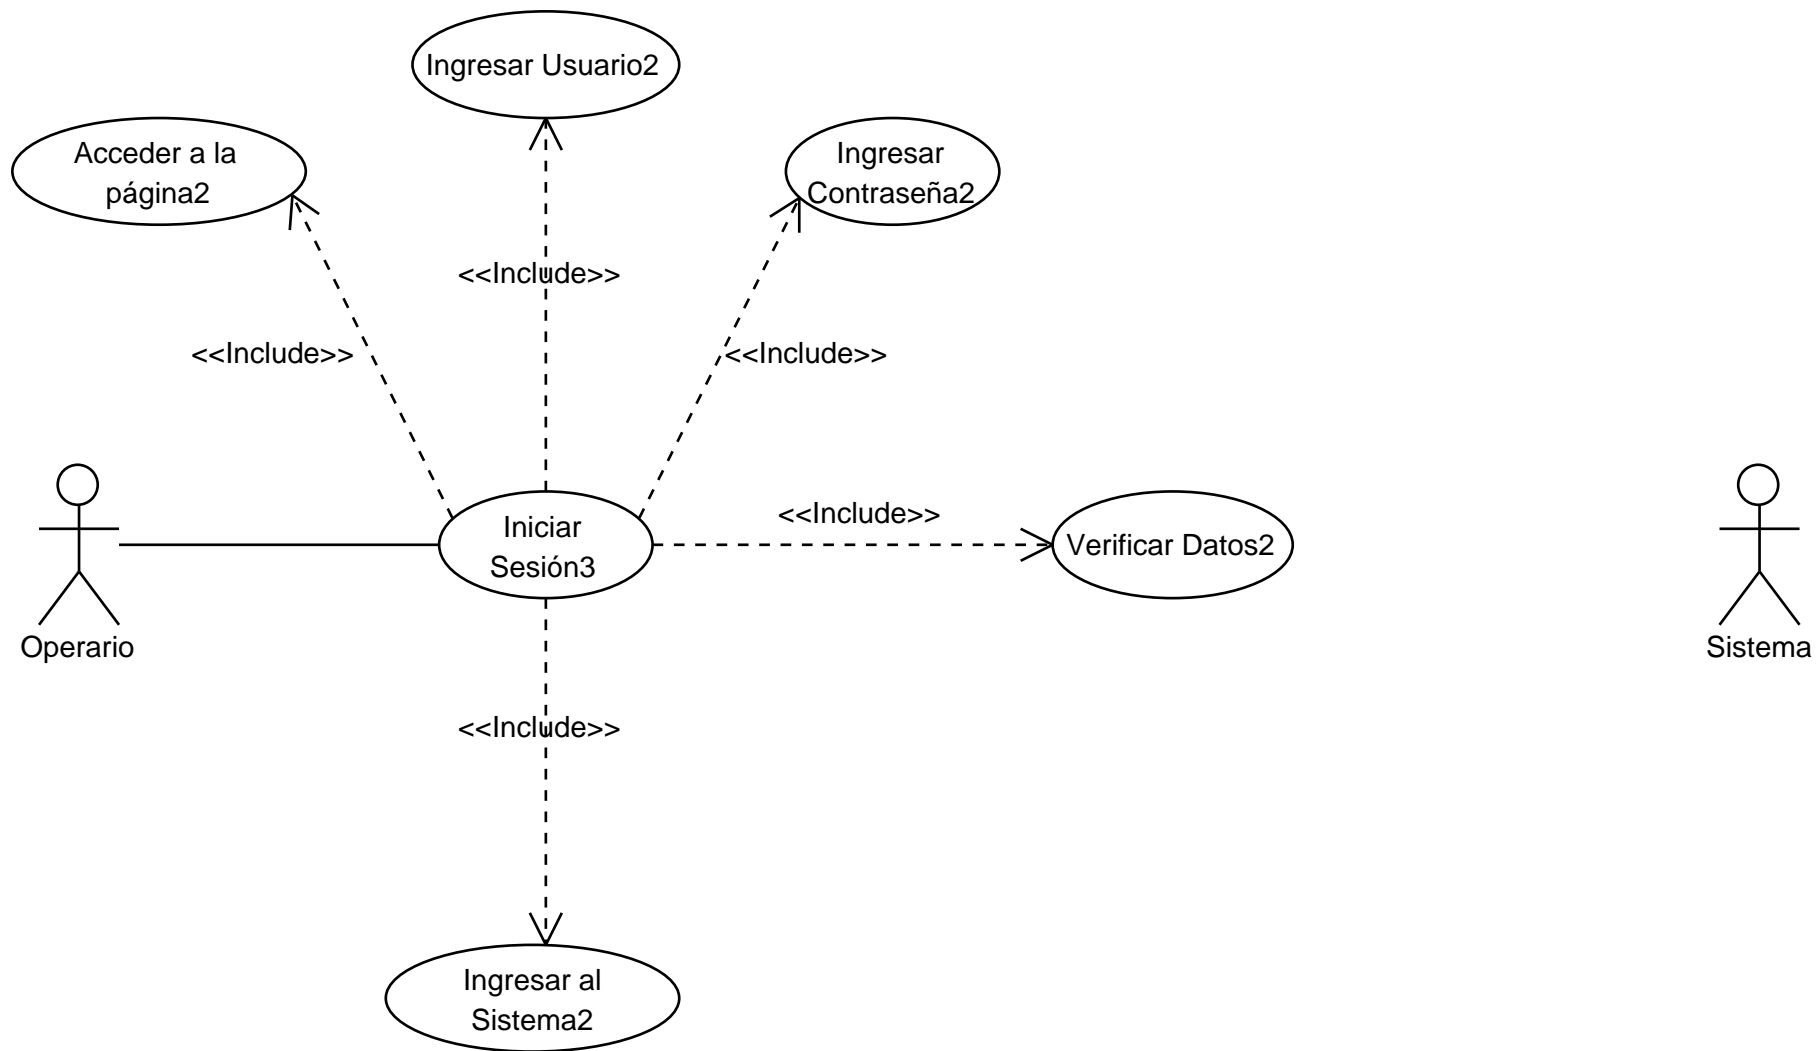 Ingresar Usuario2
Acceder a la
página2
Ingresar
Contraseña2
<<Include>>
<<Include>>
<<Include>>
<<Include>>
Iniciar
Sesión3
Verificar Datos2
Operario
Sistema
<<Include>>
Ingresar al
Sistema2